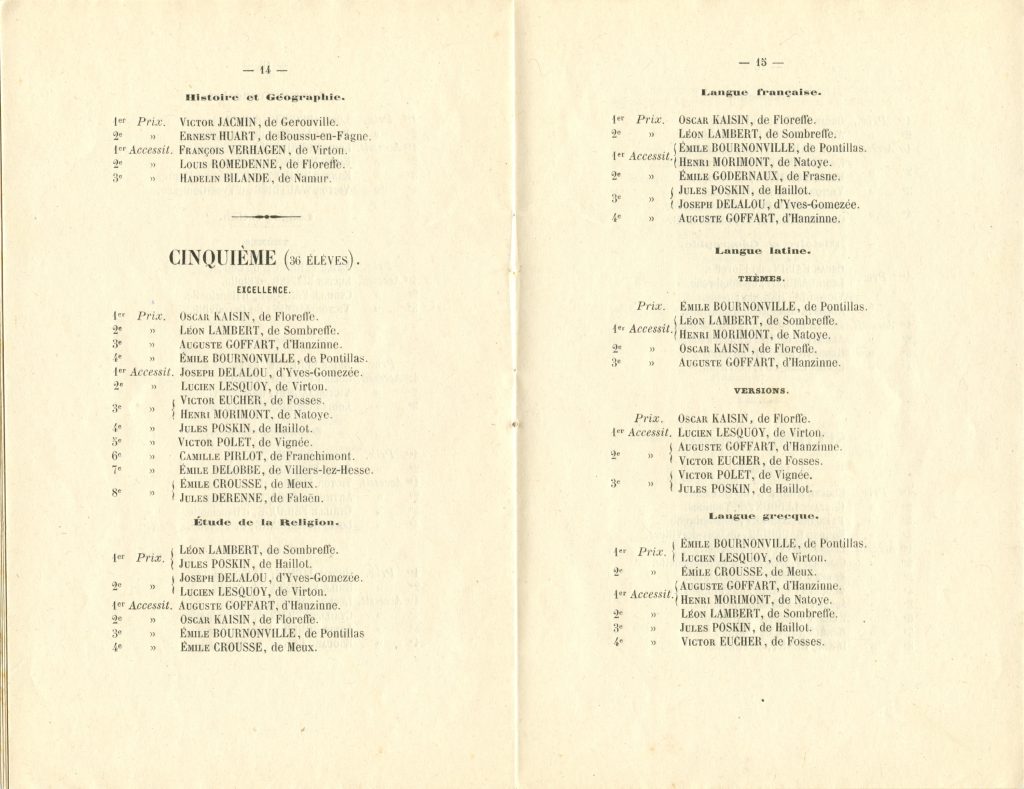 — 14 —
Histoire et Géographie.
1er Prix. VICTOR JACMIN, de Gerouville.
2e » ERNEST HUART, de Boussu-en-Fagne.
1er Accessit. FRANÇOIS VERHAGEN, de Virton.
2e » LOUIS ROMEDENNE, de Floreffe.
3e » HADELIN BILANDE, de Namur.
CINQUIÈME (36 ÉLÈVES).
EXCELLENCE.
1er Prix. OSCAR KAISIN, de Floreffe.
2e » LÉON LAMBERT, de Sombreffe.
3e » AUGUSTE GOFFART, d'Hanzinne.
4e » ÉMILE BOURNONVILLE, de Pontillas.
1er Accessit. JOSEPH DELALOU, d'Yves-Gomezée.
2e » LUCIEN LESQUOY, de Virton.
3e » { VICTOR EUCHER, de Fosses.
HENRI MORIMONT, de Natoye.
4e » JULES POSKIN, de Haillot.
5e » VICTOR POLET, de Vignée.
6e » CAMILLE PIRLOT, de Franchimont.
7e » ÉMILE DELOBBE, de Villers-lez-Hesse.
8e » { ÉMILE CROUSSE, de Meux.
JULES DERENNE, de Falaën.
Étude de la Religion.
1er Prix. { LÉON LAMBERT, de Sombreffe.
JULES POSKIN, de Haillot.
2e » { JOSEPH DELALOU, d'Yves-Gomezée.
LUCIEN LESQUOY, de Virton.
1er Accessit. AUGUSTE GOFFART, d'Hanzinne.
2e » OSCAR KAISIN, de Floreffe.
3e » ÉMILE BOURNONVILLE, de Pontillas
4e » ÉMILE CROUSSE, de Meux.
— 15 —
Langue française.
1er Prix. OSCAR KAISIN, de Floreffe.
2e » LÉON LAMBERT, de Sombreffe.
1er Accessit. { ÉMILE BOURNONVILLE, de Pontillas.
HENRI MORIMONT, de Natoye.
2e » ÉMILE GODERNAUX, de Frasne.
3e » { JULES POSKIN, de Haillot.
JOSEPH DELALOU, d'Yves-Gomezée.
4e » AUGUSTE GOFFART, d'Hanzinne.
Langue latine.
THÈMES.
Prix. ÉMILE BOURNONVILLE, de Pontillas.
1er Accessit. { LÉON LAMBERT, de Sombreffe.
HENRI MORIMONT, de Natoye.
2e » OSCAR KAISIN, de Floreffe.
3e » AUGUSTE GOFFART, d'Hanzinne.
VERSIONS.
Prix. OSCAR KAISIN, de Florffe.
1er Accessit. LUCIEN LESQUOY, de Virton.
2e » { AUGUSTE GOFFART, d'Hanzinne.
VICTOR EUCHER, de Fosses.
3e » { VICTOR POLET, de Vignée.
JULES POSKIN, de Haillot.
Langue grecque.
1er Prix. { ÉMILE BOURNONVILLE, de Pontillas.
LUCIEN LESQUOY, de Virton.
2e » ÉMILE CROUSSE, de Meux.
1er Accessit. { AUGUSTE GOFFART, d'Hanzinne.
HENRI MORIMONT, de Natoye.
2e » LÉON LAMBERT, de Sombreffe.
3e » JULES POSKIN, de Haillot.
4e » VICTOR EUCHER, de Fosses.